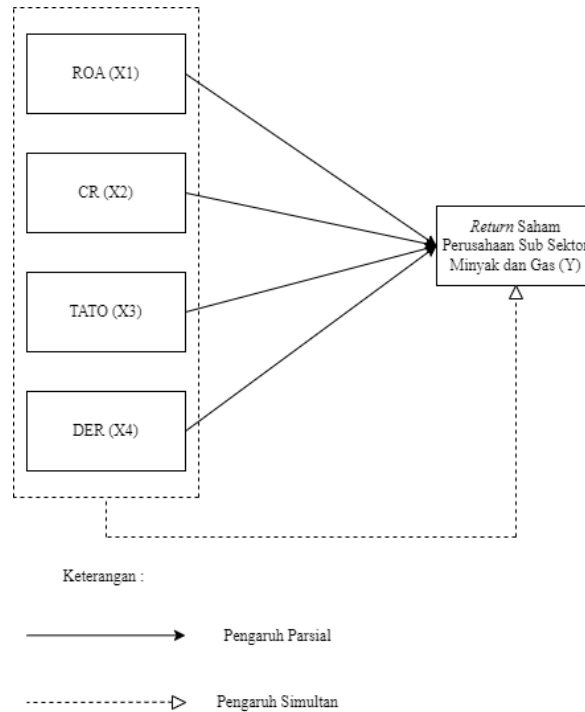 ROA (X1)
CR (X2)
TATO (X3)
DER (X4)
Return Saham
Perusahaan Sub Sektor
Minyak dan Gas (Y)
Keterangan :
Pengaruh Parsial
Pengaruh Simultan